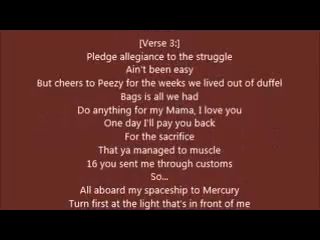 [Verse 3:]
Pledge allegiance to the struggle
Ain't been easy
But cheers to Peezy for the weeks we lived out of duffel
Bags is all we had
Do anything for my Mama, I love you
One day I'll pay you back
For the sacrifice
That ya managed to muscle
16 you sent me through customs
So...
All aboard my spaceship to Mercury
Turn first at the light that's in front of me